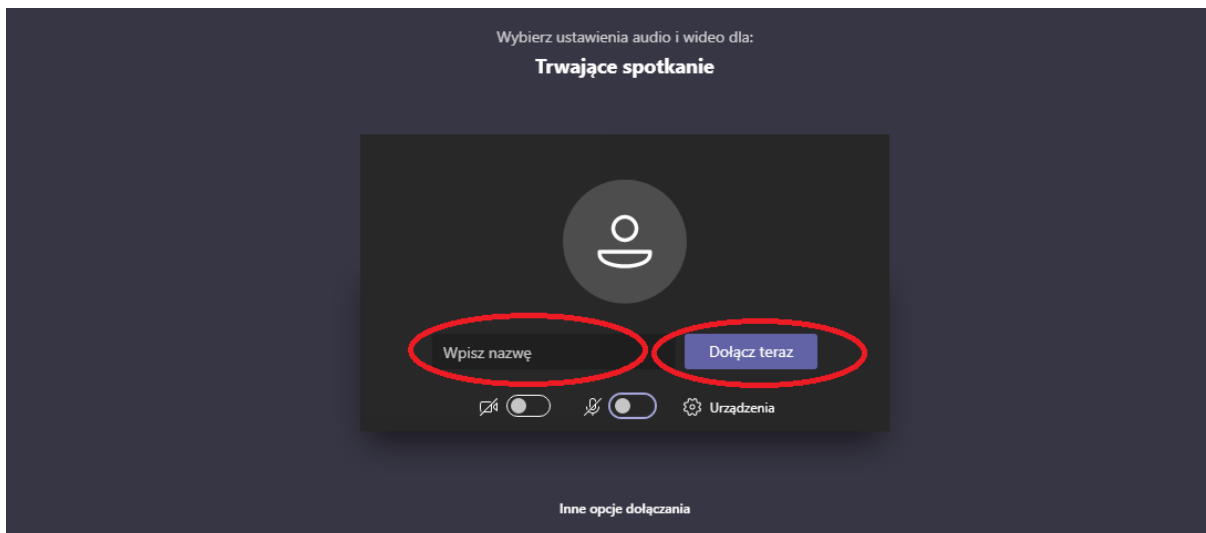 Wybierz ustawienia audio i wideo dla:
Trwające spotkanie
Wpisz nazwę
Dołącz teraz
Urządzenia
Inne opcje dołączania